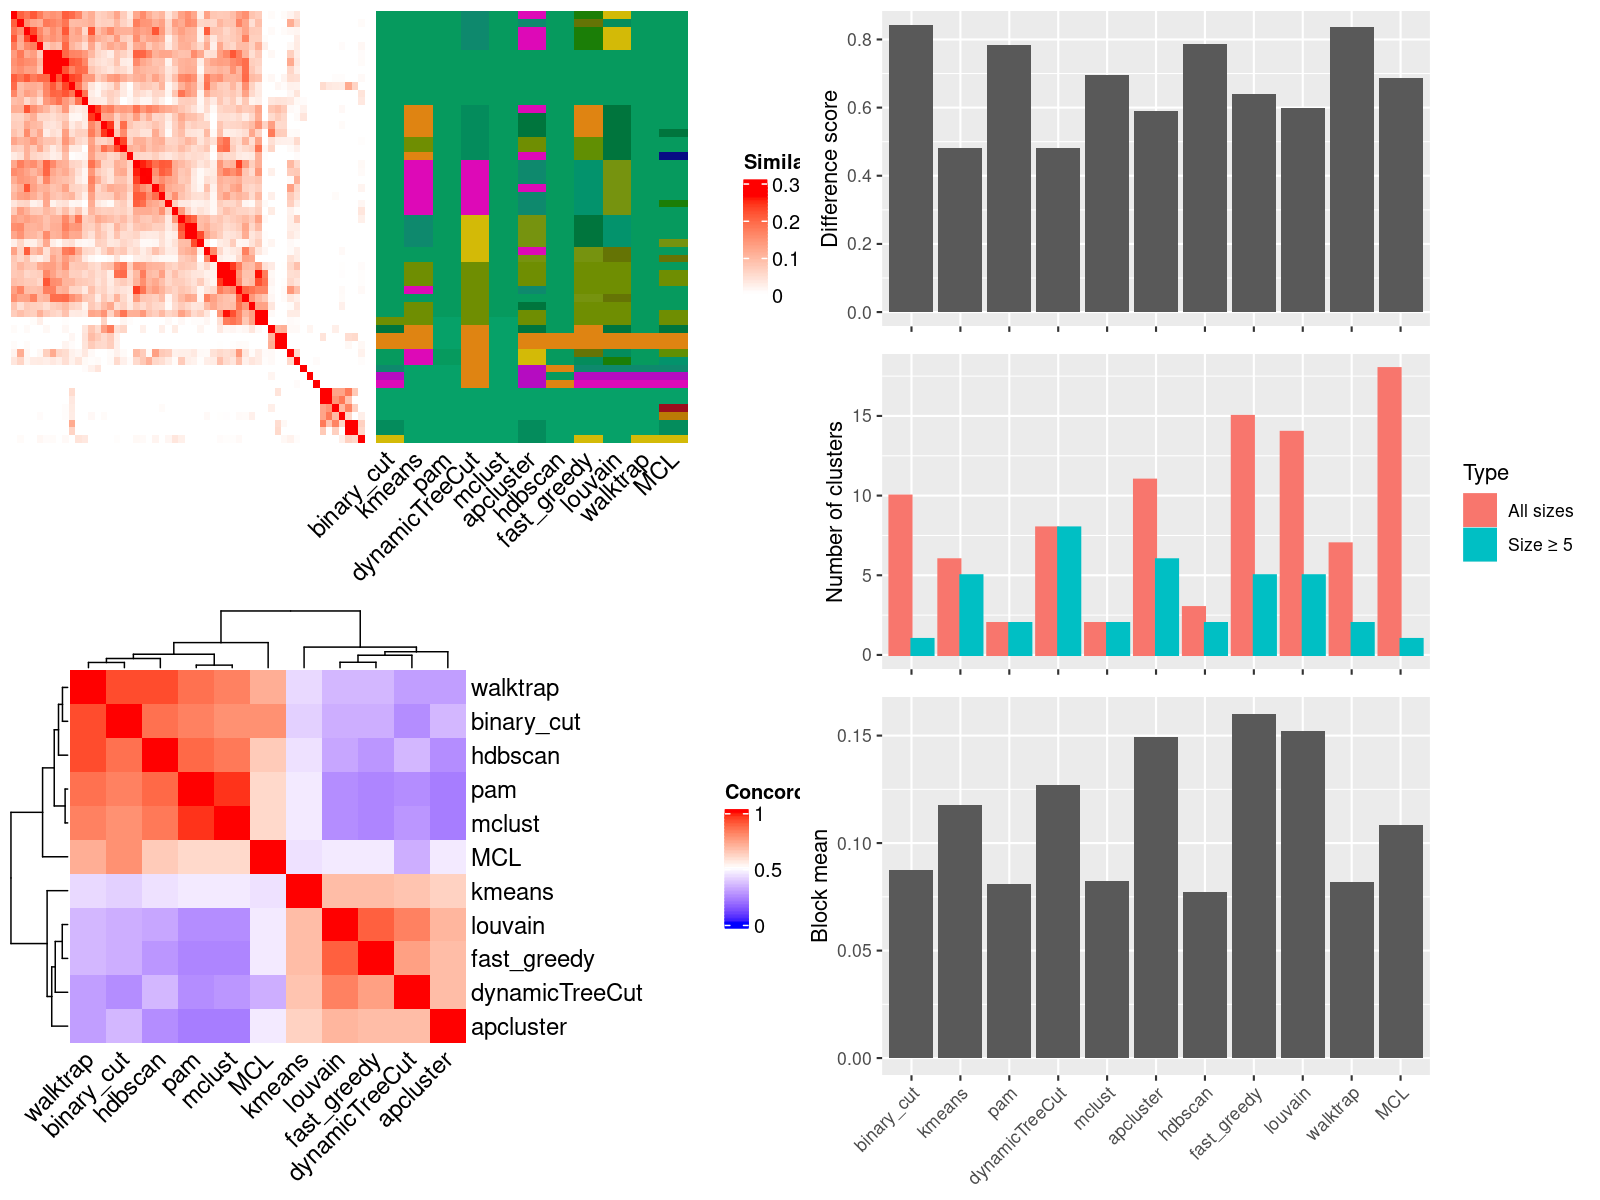 Simila
0.3
0.2
0.1
0
binary_cut
kmeans
pam
dynamicTreeCut
mclust
apcluster
hdbscan
fast_greedy
louvain
walktrap
MCL
walktrap
binary_cut
hdbscan
pam
mclust
MCL
kmeans
louvain
fast_greedy
dynamicTreeCut
apcluster
walktrap
binary_cut
hdbscan
pam
mclust
MCL
kmeans
louvain
fast_greedy
dynamicTreeCut
apcluster
Concord
1
0.5
0
Difference score
0.8
0.6
0.4
0.2
0.0
Number of clusters
15
10
5
0
Type
All sizes
Size ≥ 5
Block mean
0.15
0.10
0.05
0.00
binary_cut
kmeans
pam
dynamicTreeCut
mclust
apcluster
hdbscan
fast_greedy
louvain
walktrap
MCL